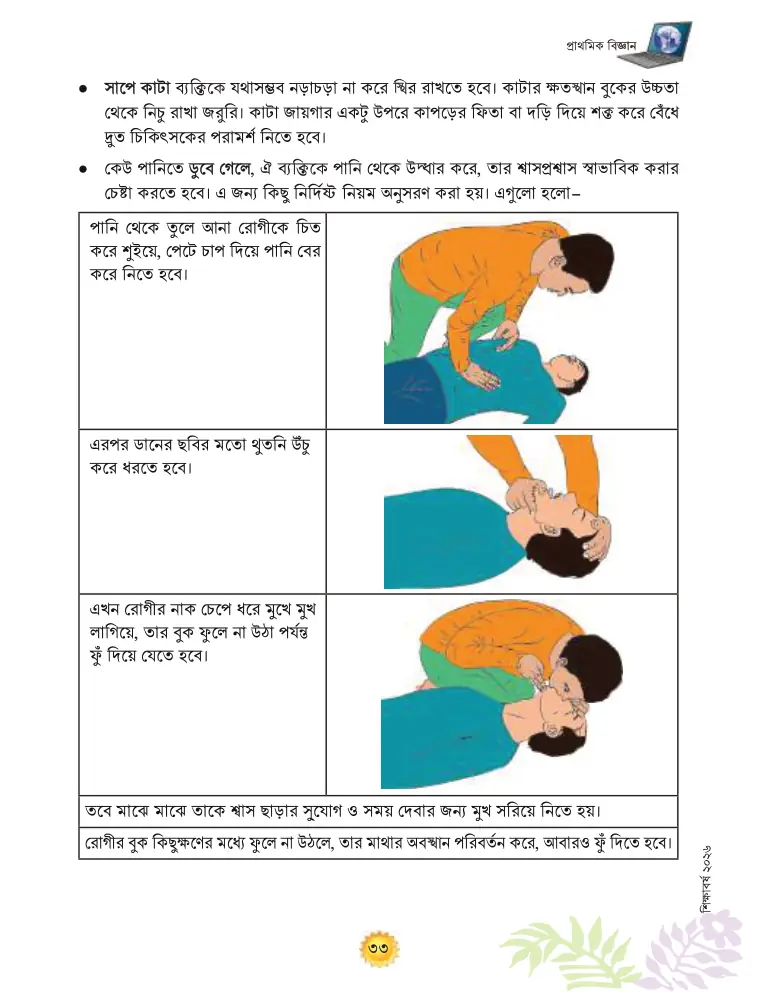 প্রাথমিক বিজ্ঞান
● সাপে কাটা ব্যক্তিকে যথাসম্ভব নড়াচড়া না করে স্থির রাখতে হবে। কাটার ক্ষতস্থান বুকের উচ্চতা
থেকে নিচু রাখা জরুরি। কাটা জায়গার একটু উপরে কাপড়ের ফিতা বা দড়ি দিয়ে শক্ত করে বেঁধে
দ্রুত চিকিৎসকের পরামর্শ নিতে হবে।
● কেউ পানিতে ডুবে গেলে, ঐ ব্যক্তিকে পানি থেকে উদ্ধার করে, তার শ্বাসপ্রশ্বাস স্বাভাবিক করার
চেষ্টা করতে হবে। এ জন্য কিছু নির্দিষ্ট নিয়ম অনুসরণ করা হয়। এগুলো হলো–
পানি থেকে তুলে আনা রোগীকে চিত
করে শুইয়ে, পেটে চাপ দিয়ে পানি বের
করে নিতে হবে।
এরপর ডানের ছবির মতো থুতনি উঁচু
করে ধরতে হবে।
এখন রোগীর নাক চেপে ধরে মুখে মুখ
লাগিয়ে, তার বুক ফুলে না উঠা পর্যন্ত
ফুঁ দিয়ে যেতে হবে।
তবে মাঝে মাঝে তাকে শ্বাস ছাড়ার সুযোগ ও সময় দেবার জন্য মুখ সরিয়ে নিতে হয়।
রোগীর বুক কিছুক্ষণের মধ্যে ফুলে না উঠলে, তার মাথার অবস্থান পরিবর্তন করে, আবারও ফুঁ দিতে হবে।
শিক্ষাবর্ষ ২০২৬
৩৩